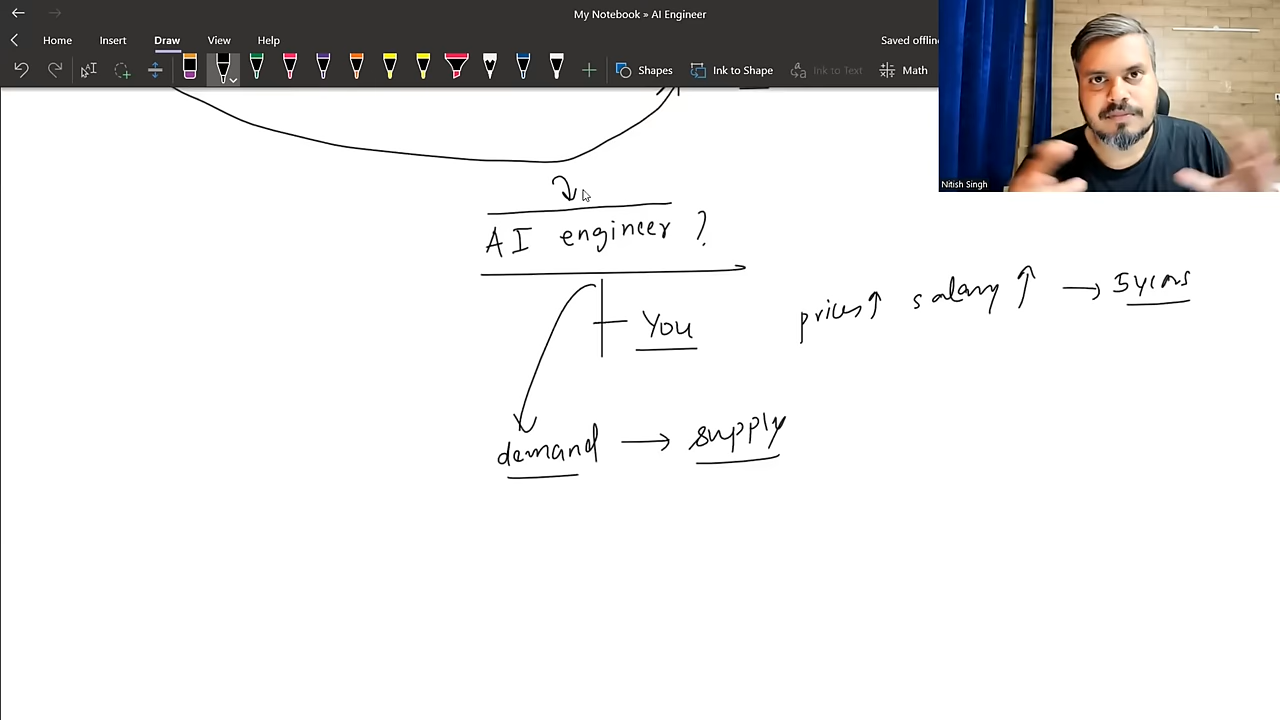 My Notebook » AI Engineer
Home Insert Draw View Help
Saved offline
Shapes Ink to Shape Ink to Text Math
Nitish Singh
AI engineer ?
prices↑ salary ↑ → 5 years
You
demand → supply